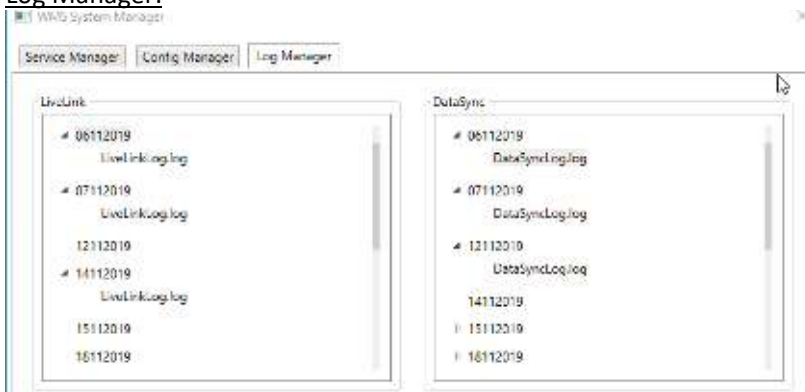 Log Manager:
WMS System Manager
Service Manager Config Manager Log Manager
LiveLink
06112019
LiveLinkLog.log
07112019
LiveLinkLog.log
12112019
14112019
LiveLinkLog.log
15112019
18112019
DataSync
06112019
DataSyncLog.log
07112019
DataSyncLog.log
12112019
DataSyncLog.log
14112019
15112019
18112019